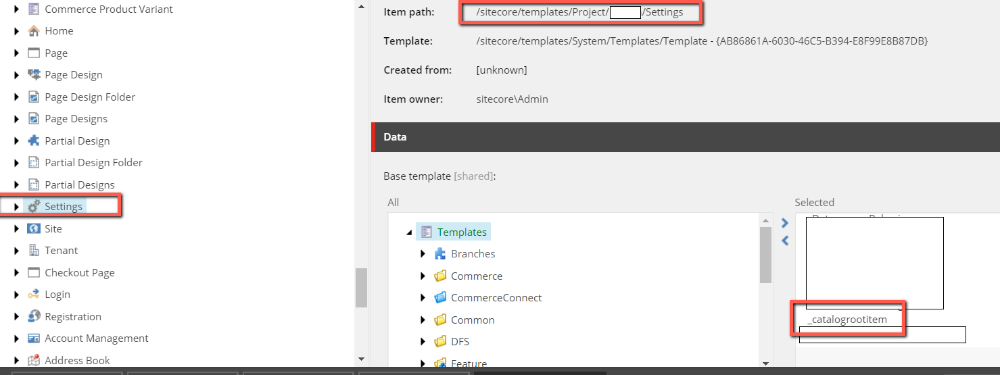 Commerce Product Variant
Home
Page
Page Design
Page Design Folder
Page Designs
Partial Design
Partial Design Folder
Partial Designs
Settings
Site
Tenant
Checkout Page
Login
Registration
Account Management
Address Book
Item path: /sitecore/templates/Project/ /Settings
Template: /sitecore/templates/System/Templates/Template - {AB86861A-6030-46C5-B394-E8F99E8B87DB}
Created from: [unknown]
Item owner: sitecore\Admin
Data
Base template [shared]:
All
Templates
Branches
Commerce
CommerceConnect
Common
DFS
Feature
Selected
_catalogrootitem